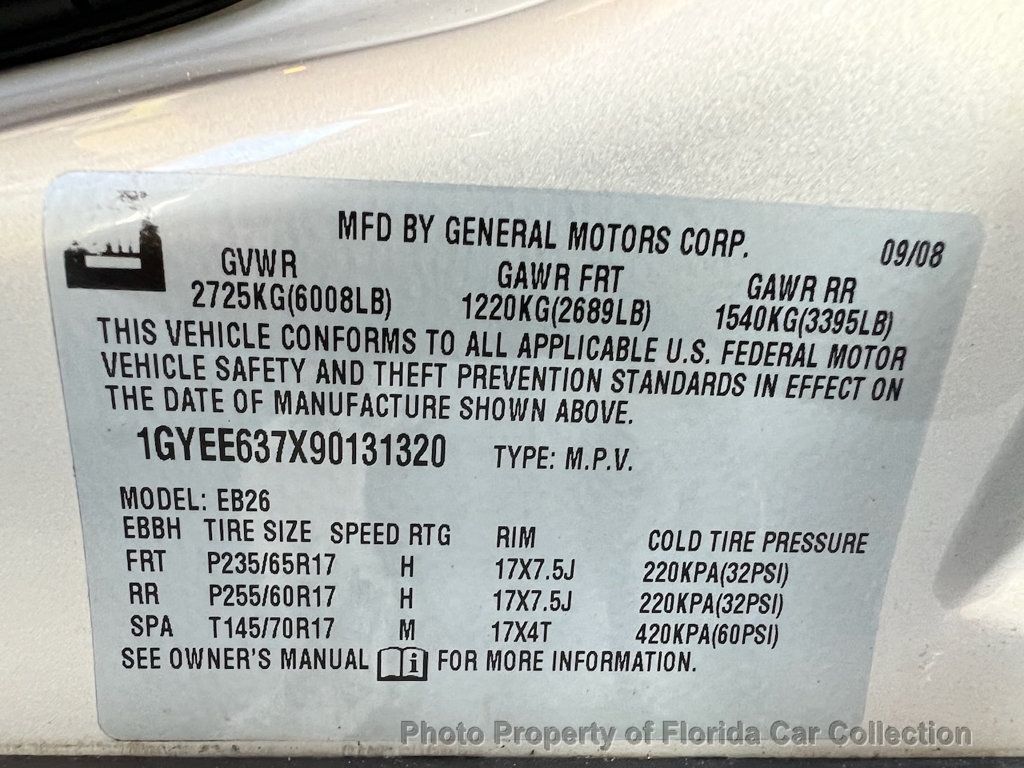 MFD BY GENERAL MOTORS CORP. 09/08
GVWR GAWR FRT GAWR RR
2725KG(6008LB) 1220KG(2689LB) 1540KG(3395LB)
THIS VEHICLE CONFORMS TO ALL APPLICABLE U.S. FEDERAL MOTOR
VEHICLE SAFETY AND THEFT PREVENTION STANDARDS IN EFFECT ON
THE DATE OF MANUFACTURE SHOWN ABOVE.
1GYEE637X90131320 TYPE: M.P.V.
MODEL: EB26
EBBH TIRE SIZE SPEED RTG RIM COLD TIRE PRESSURE
FRT P235/65R17 H 17X7.5J 220KPA(32PSI)
RR P255/60R17 H 17X7.5J 220KPA(32PSI)
SPA T145/70R17 M 17X4T 420KPA(60PSI)
SEE OWNER'S MANUAL i FOR MORE INFORMATION.
Photo Property of Florida Car Collection